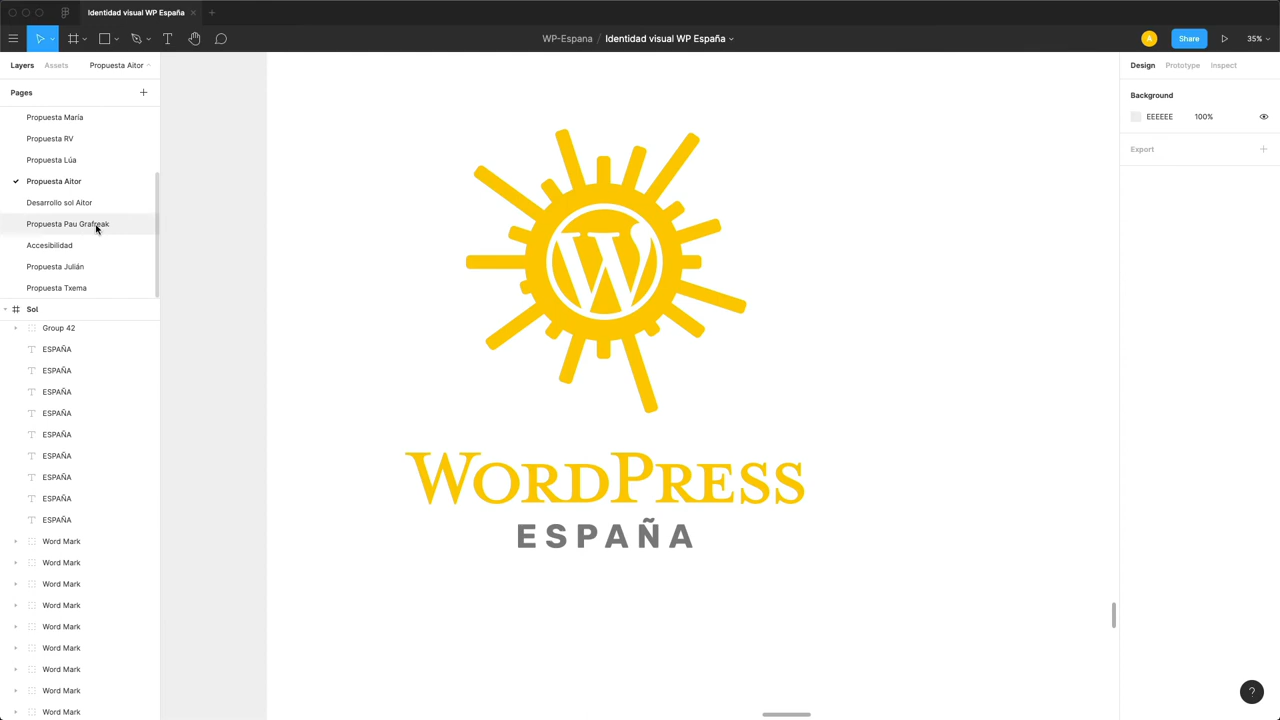 Identidad visual WP España
WP-Espana / Identidad visual WP España
A
Share
35%
Layers
Assets
Propuesta Aitor
Pages
Propuesta María
Propuesta RV
Propuesta Lúa
Propuesta Aitor
Desarrollo sol Aitor
Propuesta Pau Grafreak
Accesibilidad
Propuesta Julián
Propuesta Txema
Sol
Group 42
ESPAÑA
ESPAÑA
ESPAÑA
ESPAÑA
ESPAÑA
ESPAÑA
ESPAÑA
ESPAÑA
ESPAÑA
Word Mark
Word Mark
Word Mark
Word Mark
Word Mark
Word Mark
Word Mark
Word Mark
Word Mark
W
WORDPRESS
ESPAÑA
Design
Prototype
Inspect
Background
EEEEEE
100%
Export
?